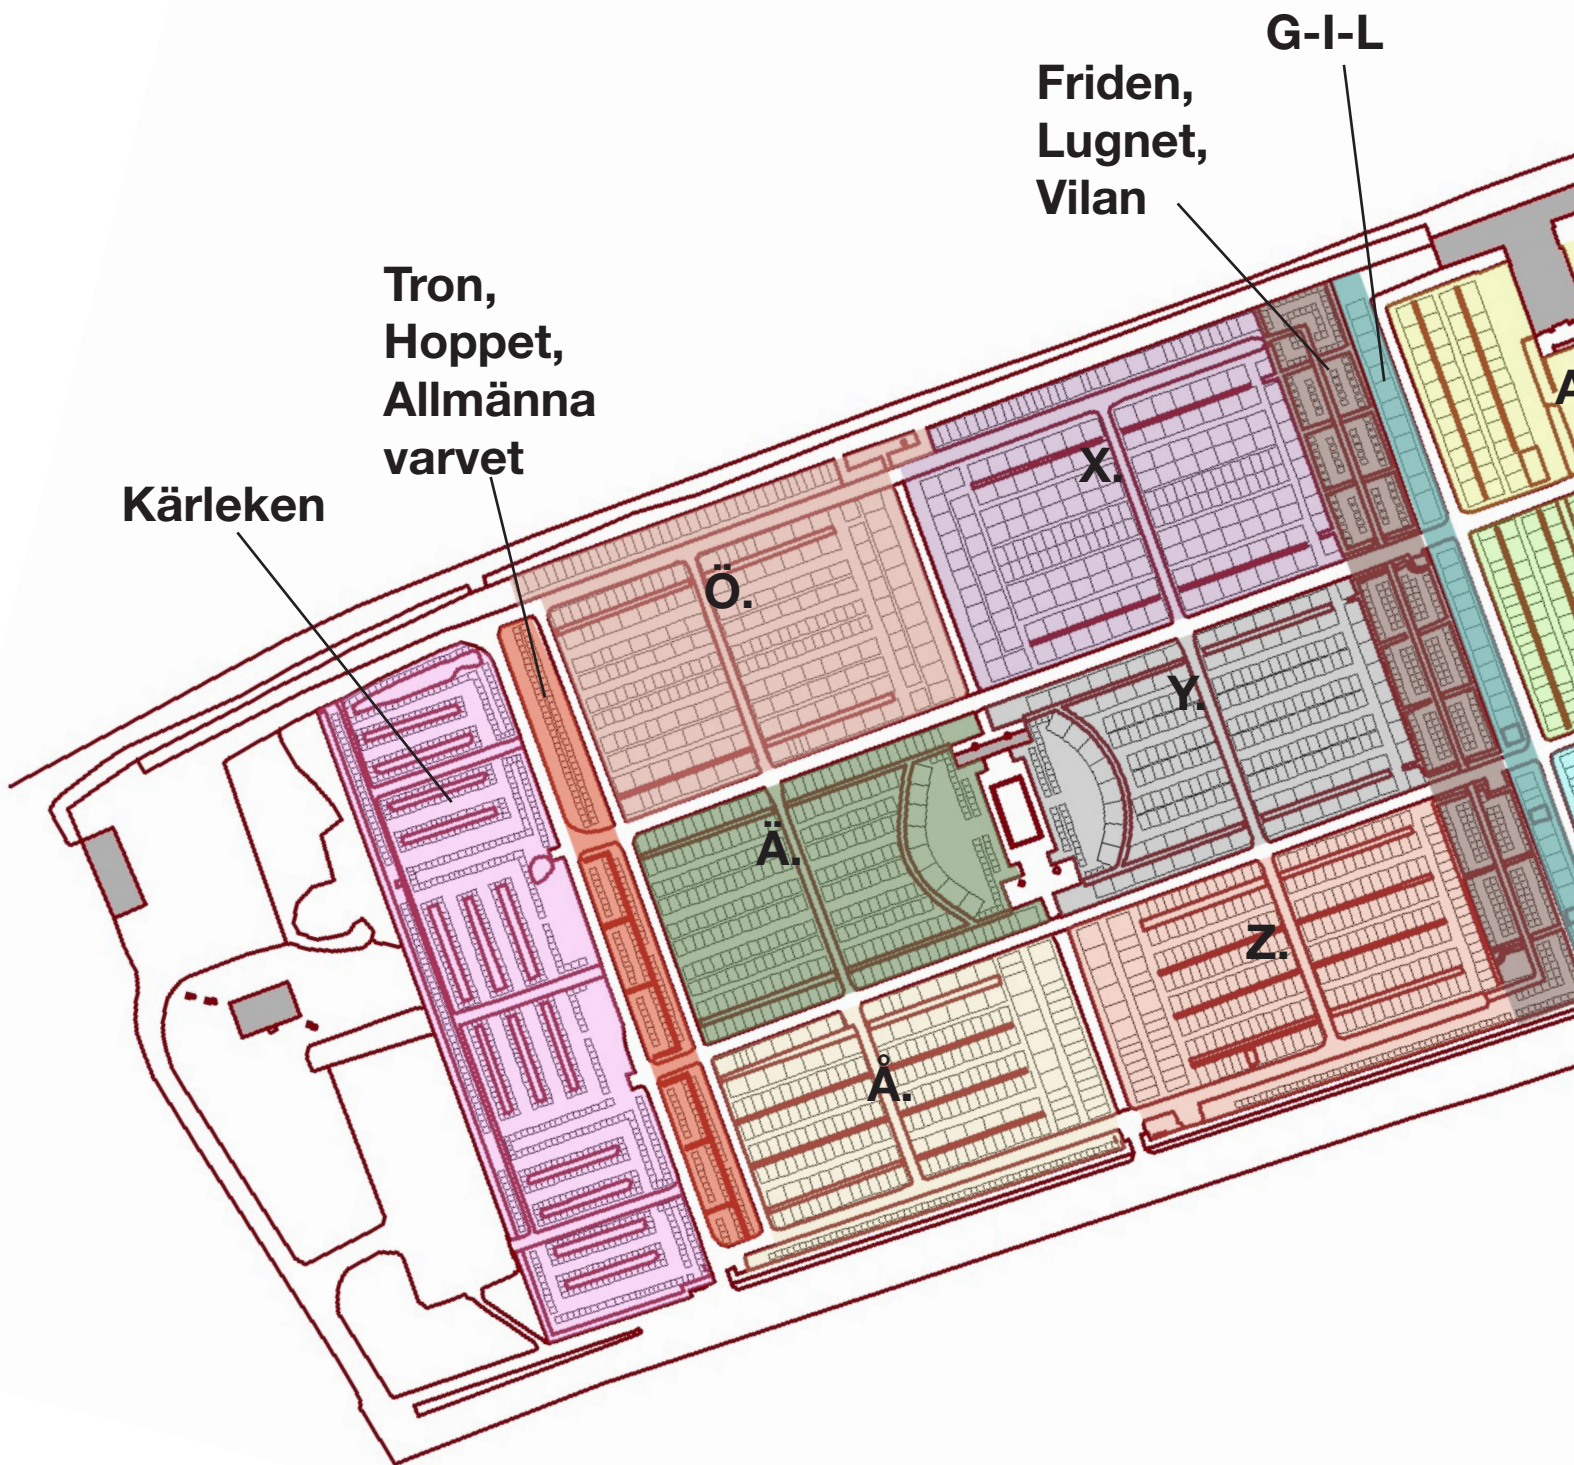 G-I-L
Friden,
Lugnet,
Vilan
Tron,
Hoppet,
Allmänna
varvet
Kärleken
A
X.
Ö.
Y.
Ä.
Z.
Å.